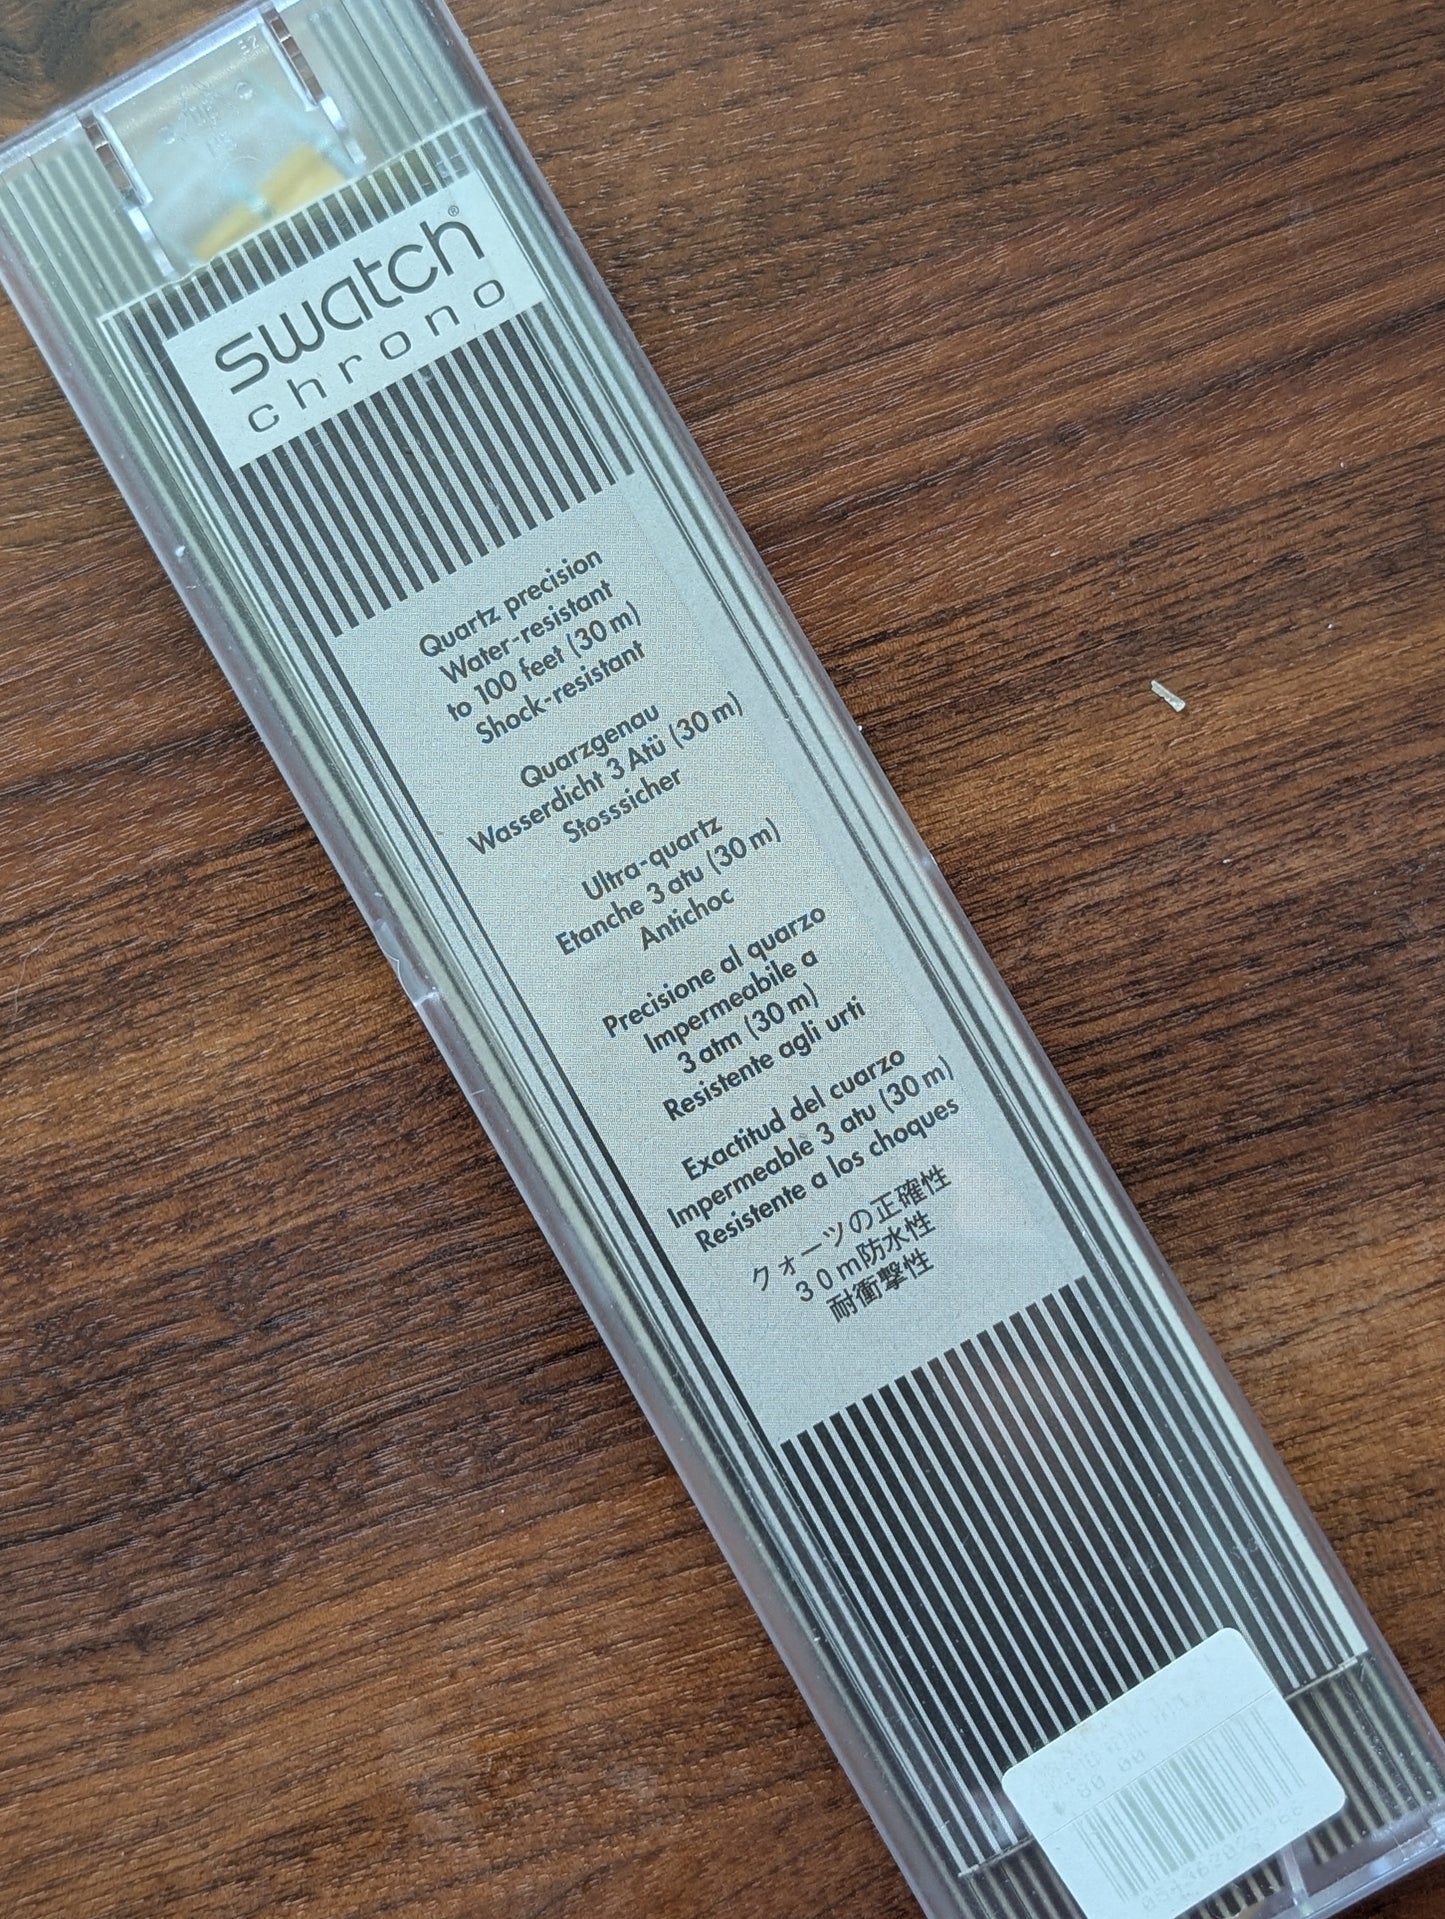 swatch®
chrono
Quartz precision
Water-resistant
to 100 feet (30 m)
Shock-resistant
Quarzgenau
Wasserdicht 3 Atü (30 m)
Stosssicher
Ultra-quartz
Etanche 3 atu (30 m)
Antichoc
Precisione al quarzo
Impermeabile a
3 atm (30 m)
Resistente agli urti
Exactitud del cuarzo
Impermeable 3 atu (30 m)
Resistente a los choques
クォーツの正確性
３０ｍ防水性
耐衝撃性
80.00